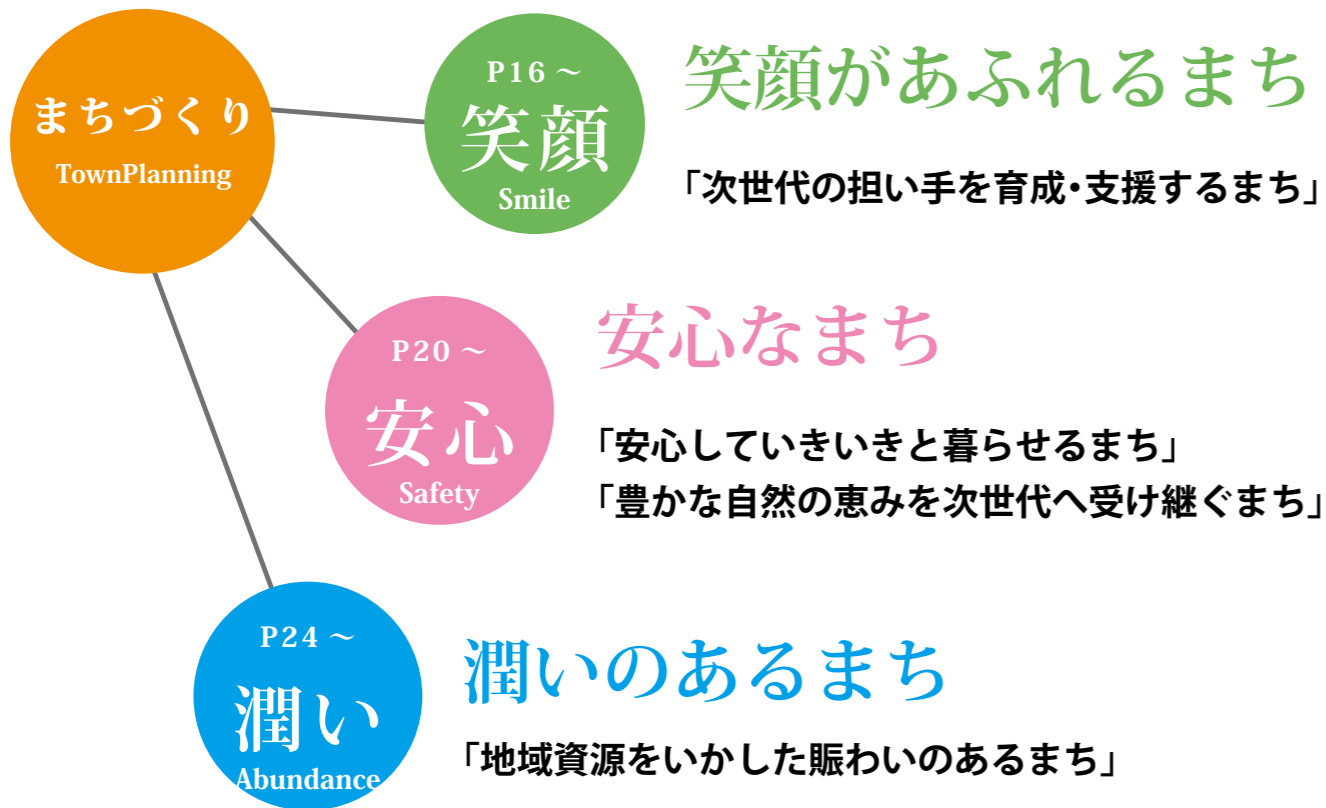 まちづくり
TownPlanning
P16～
笑顔
Smile
笑顔があふれるまち
「次世代の担い手を育成・支援するまち」
P20～
安心
Safety
安心なまち
「安心していきいきと暮らせるまち」
「豊かな自然の恵みを次世代へ受け継ぐまち」
P24～
潤い
Abundance
潤いのあるまち
「地域資源をいかした賑わいのあるまち」